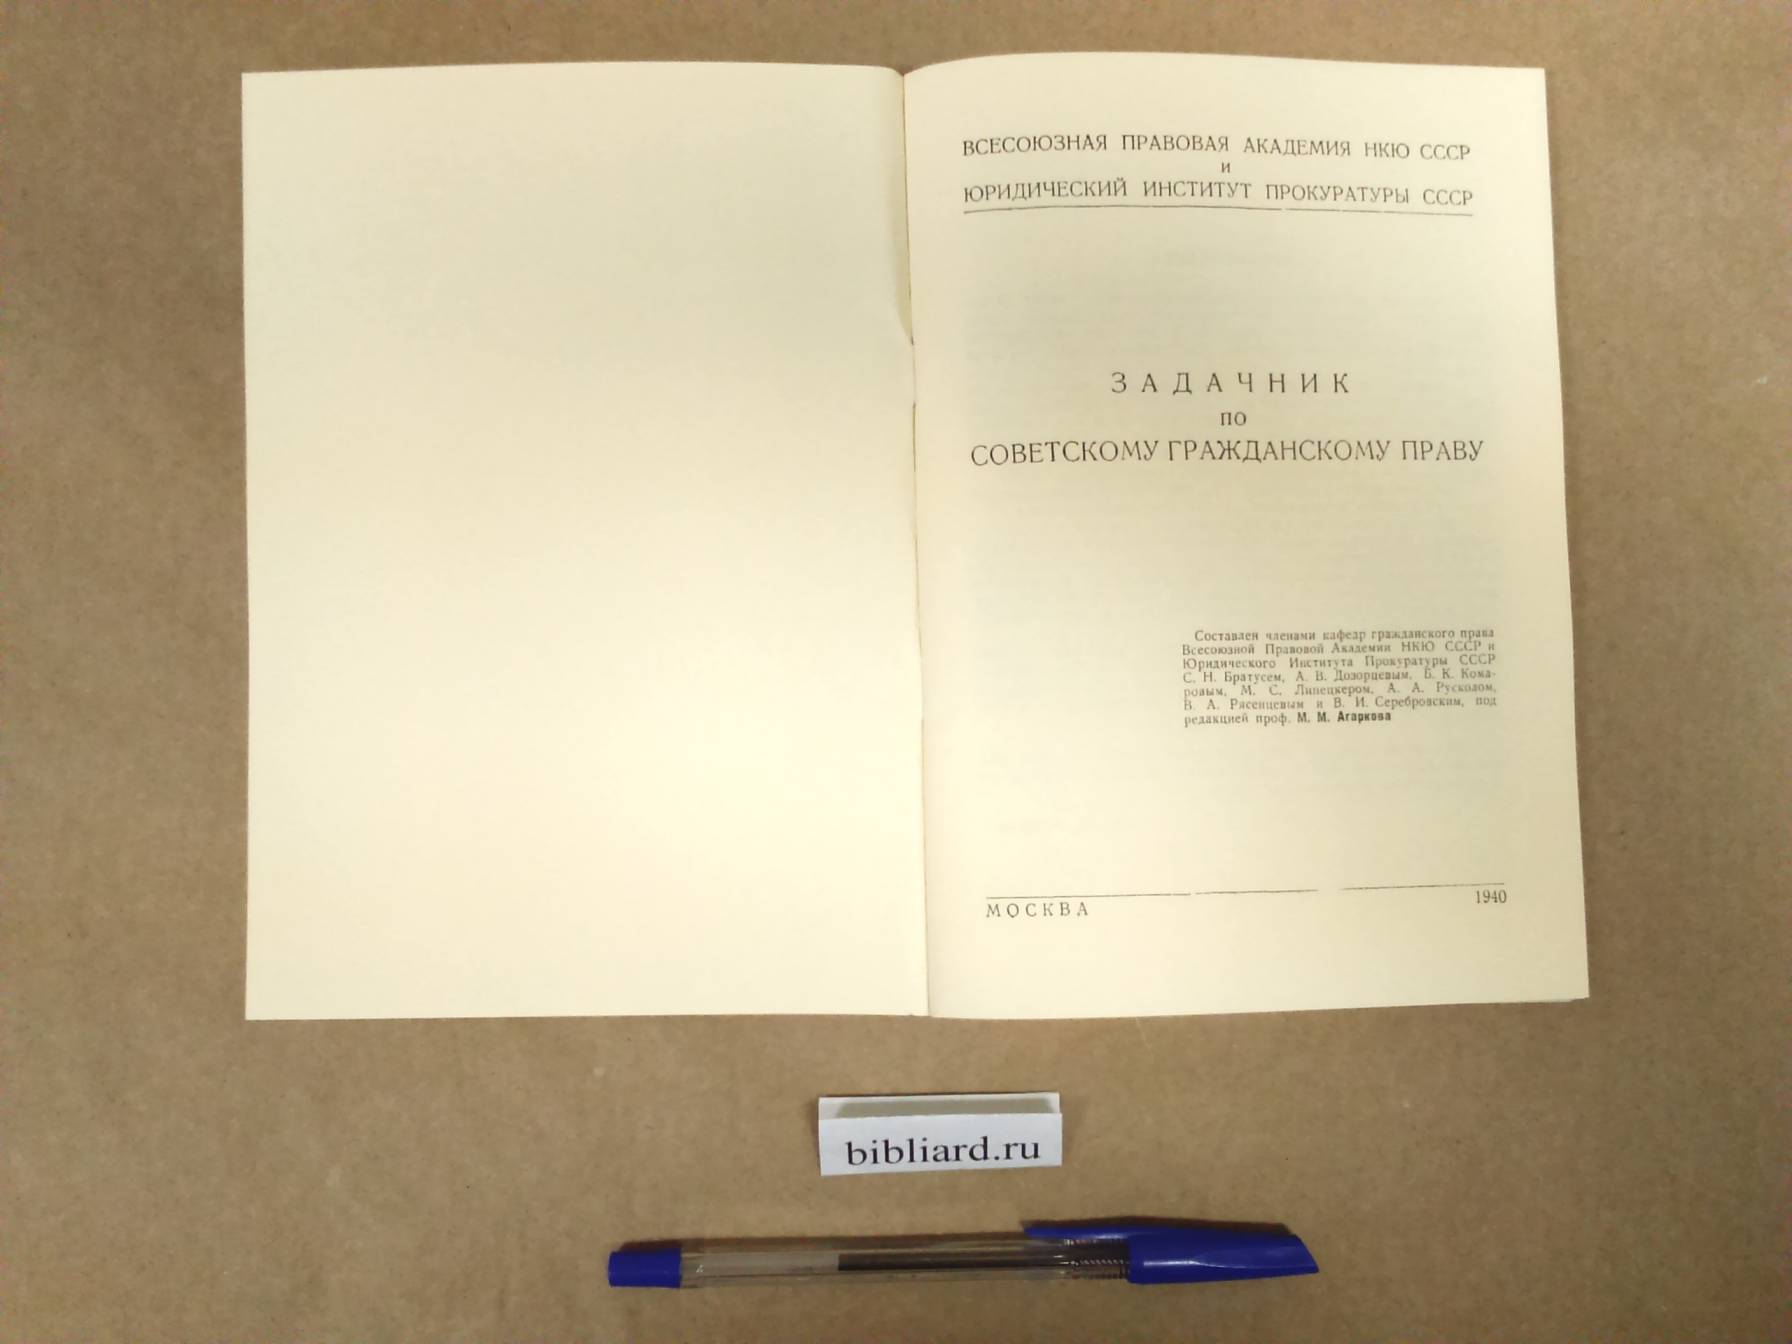 ВСЕСОЮЗНАЯ ПРАВОВАЯ АКАДЕМИЯ НКЮ СССР
И
ЮРИДИЧЕСКИЙ ИНСТИТУТ ПРОКУРАТУРЫ СССР
ЗАДАЧНИК
ПО
СОВЕТСКОМУ ГРАЖДАНСКОМУ ПРАВУ
Составлен членами кафедр гражданского права
Всесоюзной Правовой Академии НКЮ СССР и
Юридического Института Прокуратуры СССР
С. Н. Братусем, А. В. Дозорцевым, Б. К. Кома-
ровым, М. С. Липецкером, А. А. Русколом,
В. А. Рясенцевым и В. И. Серебровским, под
редакцией проф. М. М. Агаркова
МОСКВА 1940
bibliard.ru